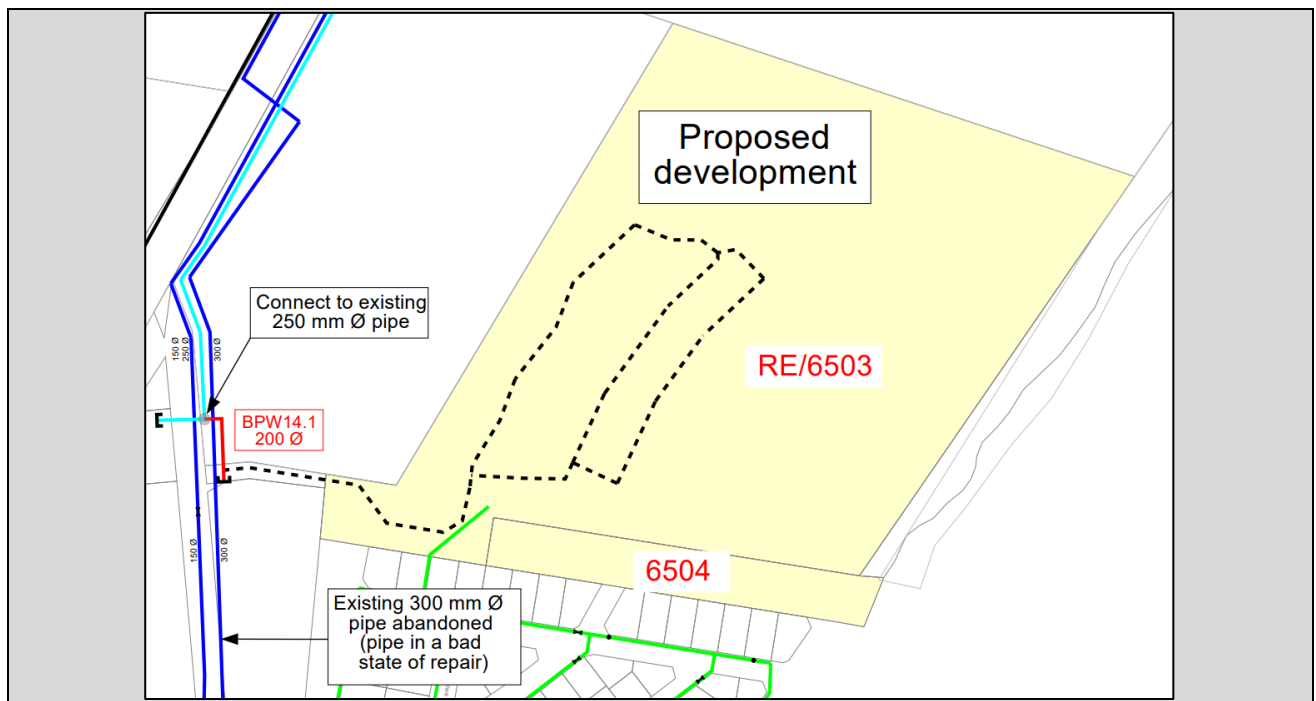 Proposed
development
Connect to existing
250 mm Ø pipe
150 Ø
250 Ø
300 Ø
RE/6503
BPW14.1
200 Ø
150 Ø
300 Ø
6504
Existing 300 mm Ø
pipe abandoned
(pipe in a bad
state of repair)